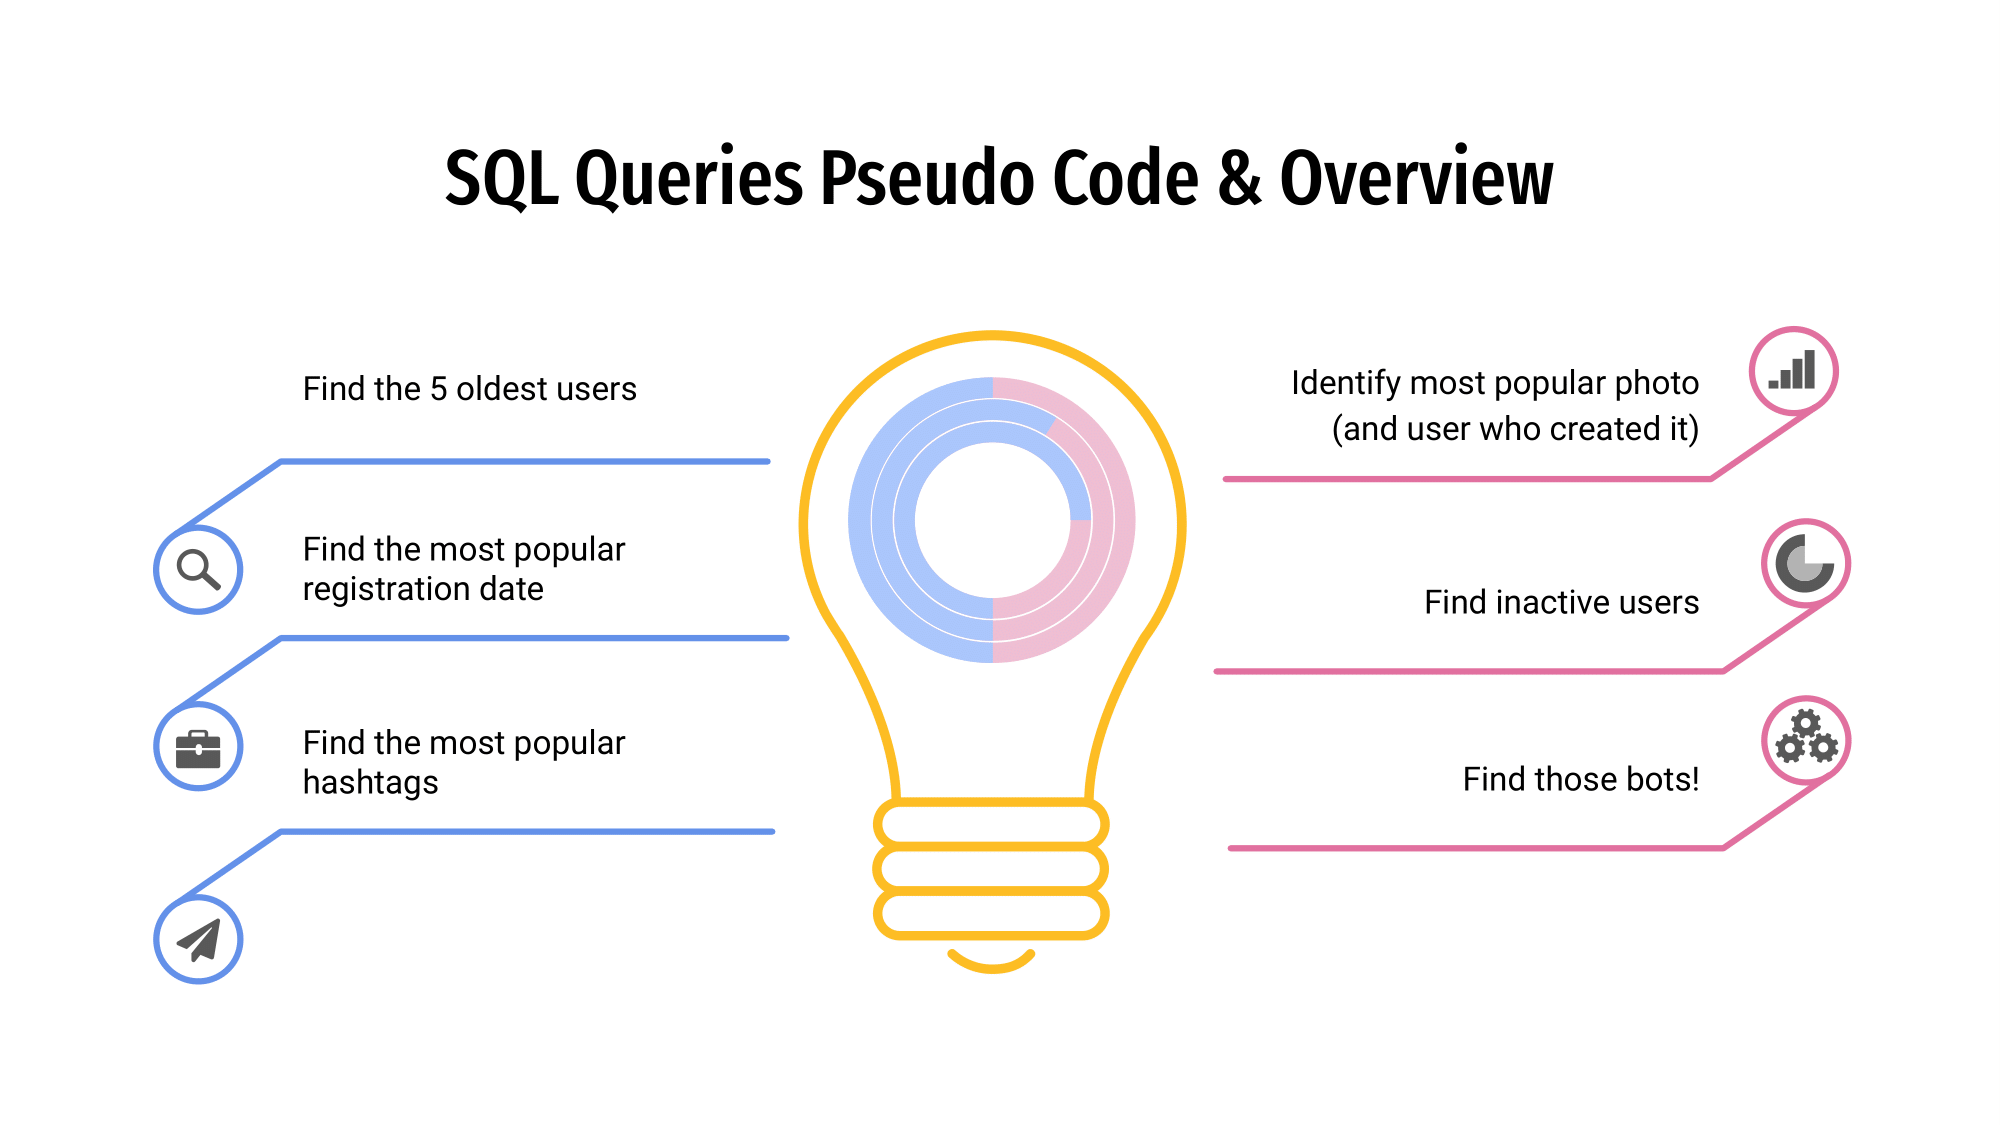 SQL Queries Pseudo Code & Overview
Find the 5 oldest users
Find the most popular
registration date
Find the most popular
hashtags
Identify most popular photo
(and user who created it)
Find inactive users
Find those bots!